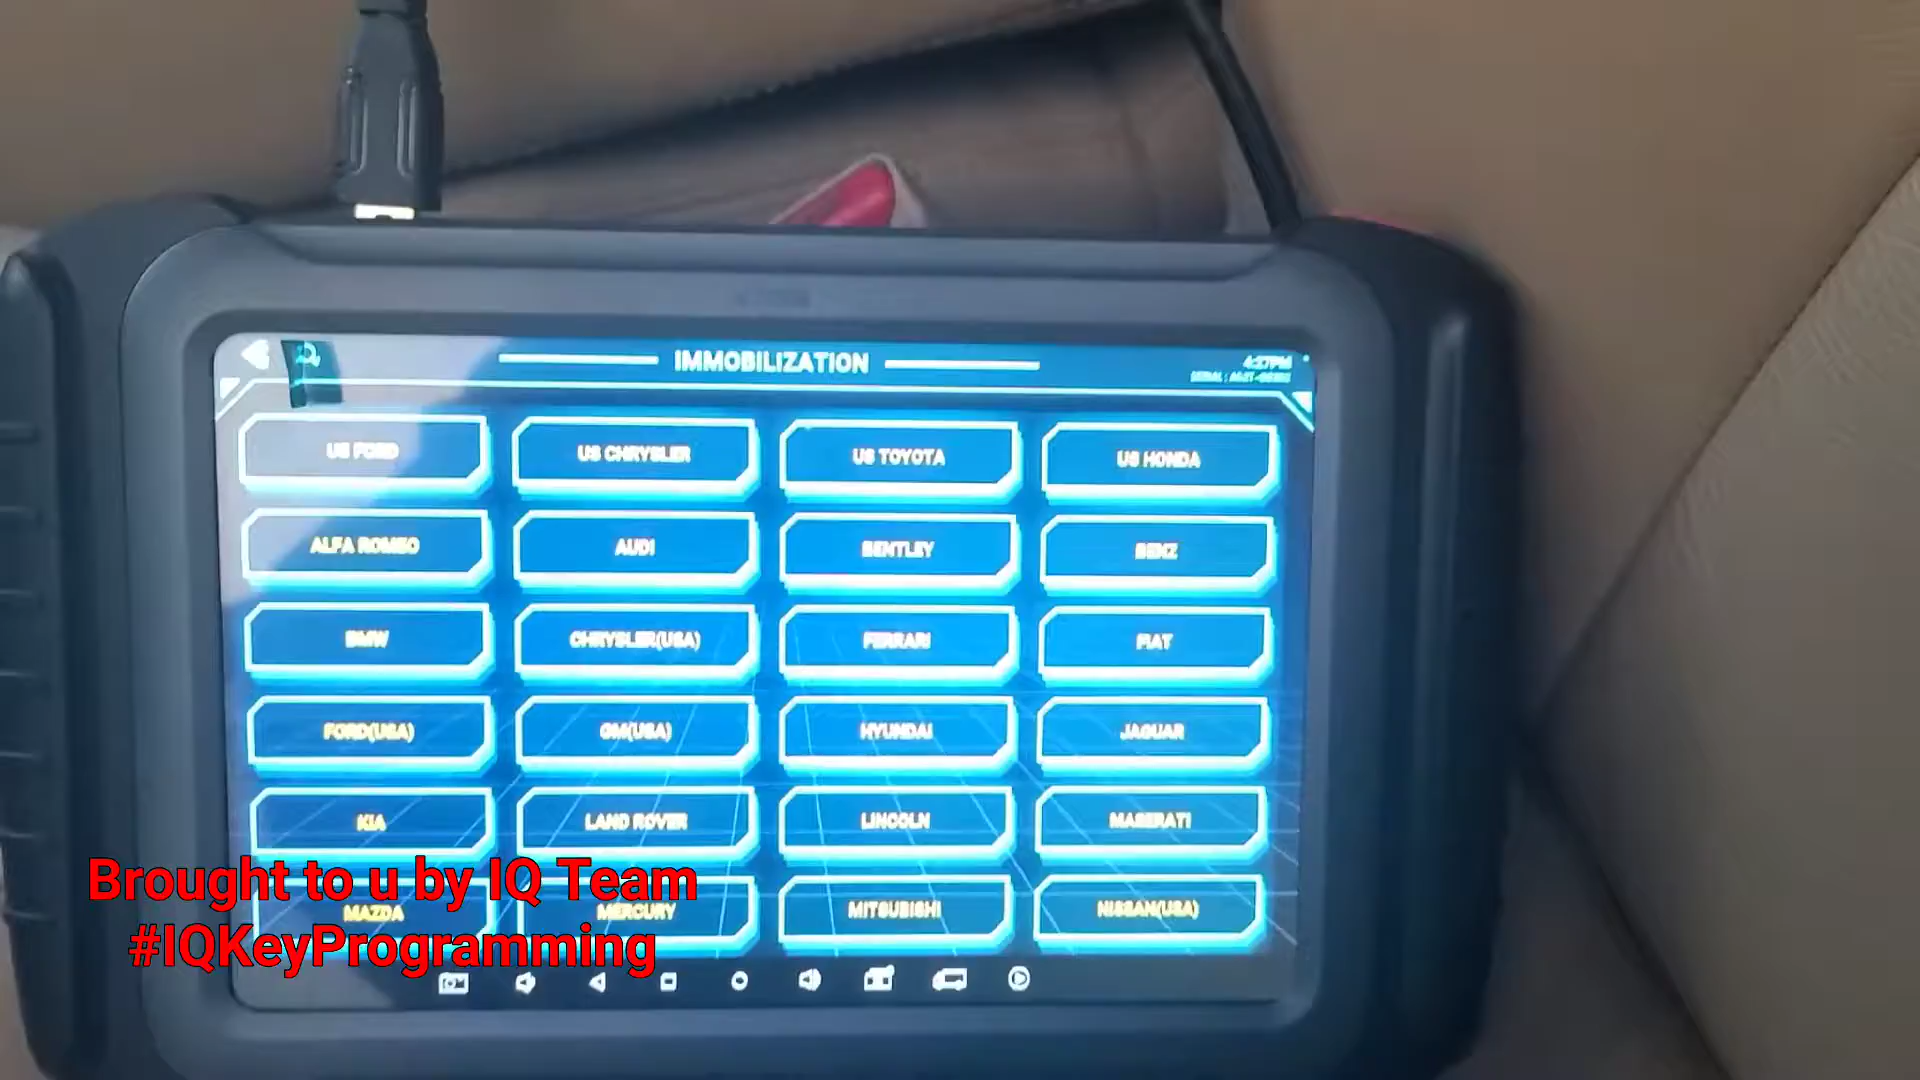 IMMOBILIZATION
4:27PM
US FORD
US CHRYSLER
US TOYOTA
US HONDA
ALFA ROMEO
AUDI
BENTLEY
BENZ
BMW
CHRYSLER(USA)
FERRARI
FIAT
FORD(USA)
GM(USA)
HYUNDAI
JAGUAR
KIA
LAND ROVER
LINCOLN
MASERATI
MAZDA
MERCURY
MITSUBISHI
NISSAN(USA)
Brought to u by IQ Team
#IQKeyProgramming